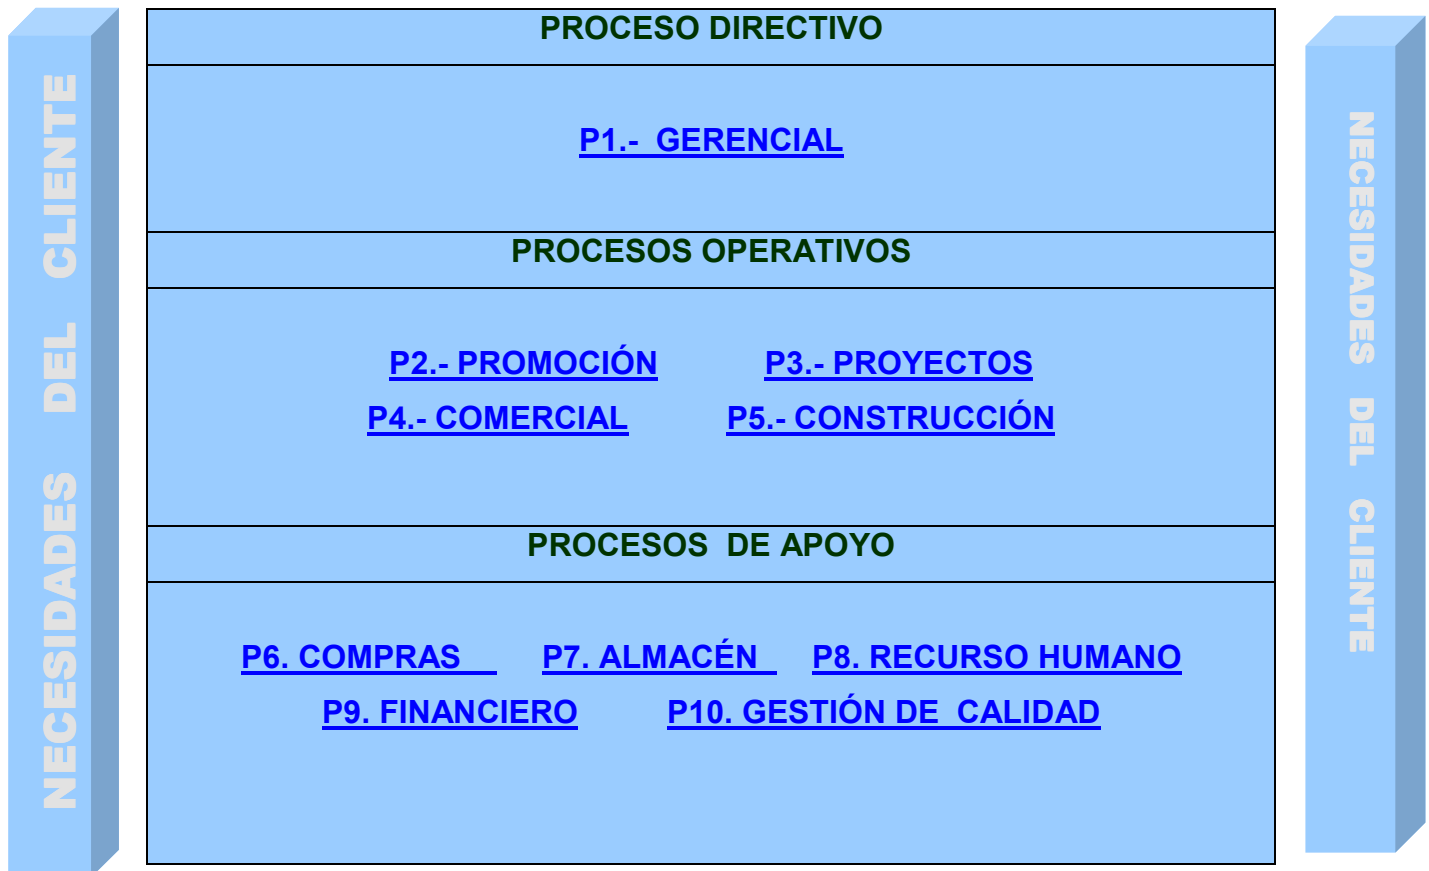 NECESIDADES DEL CLIENTE
PROCESO DIRECTIVO
P1.- GERENCIAL
PROCESOS OPERATIVOS
P2.- PROMOCIÓN P3.- PROYECTOS
P4.- COMERCIAL P5.- CONSTRUCCIÓN
PROCESOS DE APOYO
P6. COMPRAS P7. ALMACÉN P8. RECURSO HUMANO
P9. FINANCIERO P10. GESTIÓN DE CALIDAD
NECESIDADES DEL CLIENTE